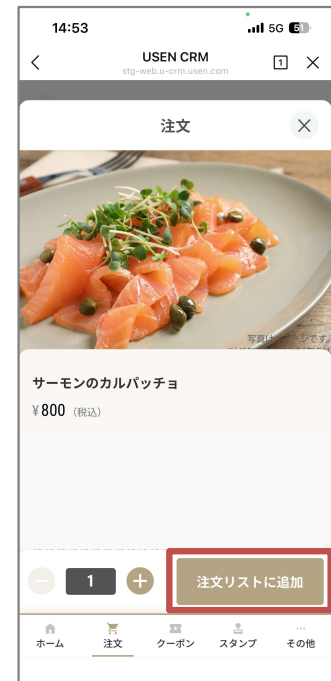 14:53
5G 51
USEN CRM
stg-web.u-crm.usen.com
1
注文
サーモンのカルパッチョ
¥800 (税込)
1
注文リストに追加
ホーム
注文
クーポン
スタンプ
その他